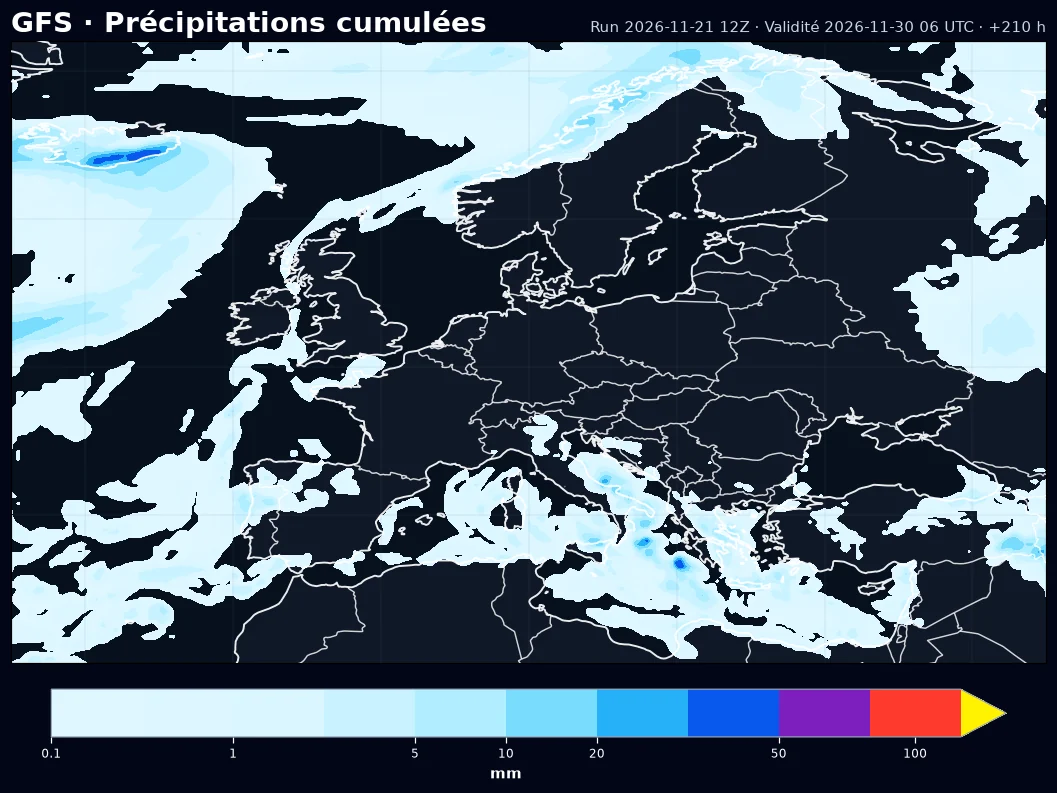 GFS · Précipitations cumulées
Run 2026-11-21 12Z · Validité 2026-11-30 06 UTC · +210 h
0.1 1 5 10 20 50 100
mm